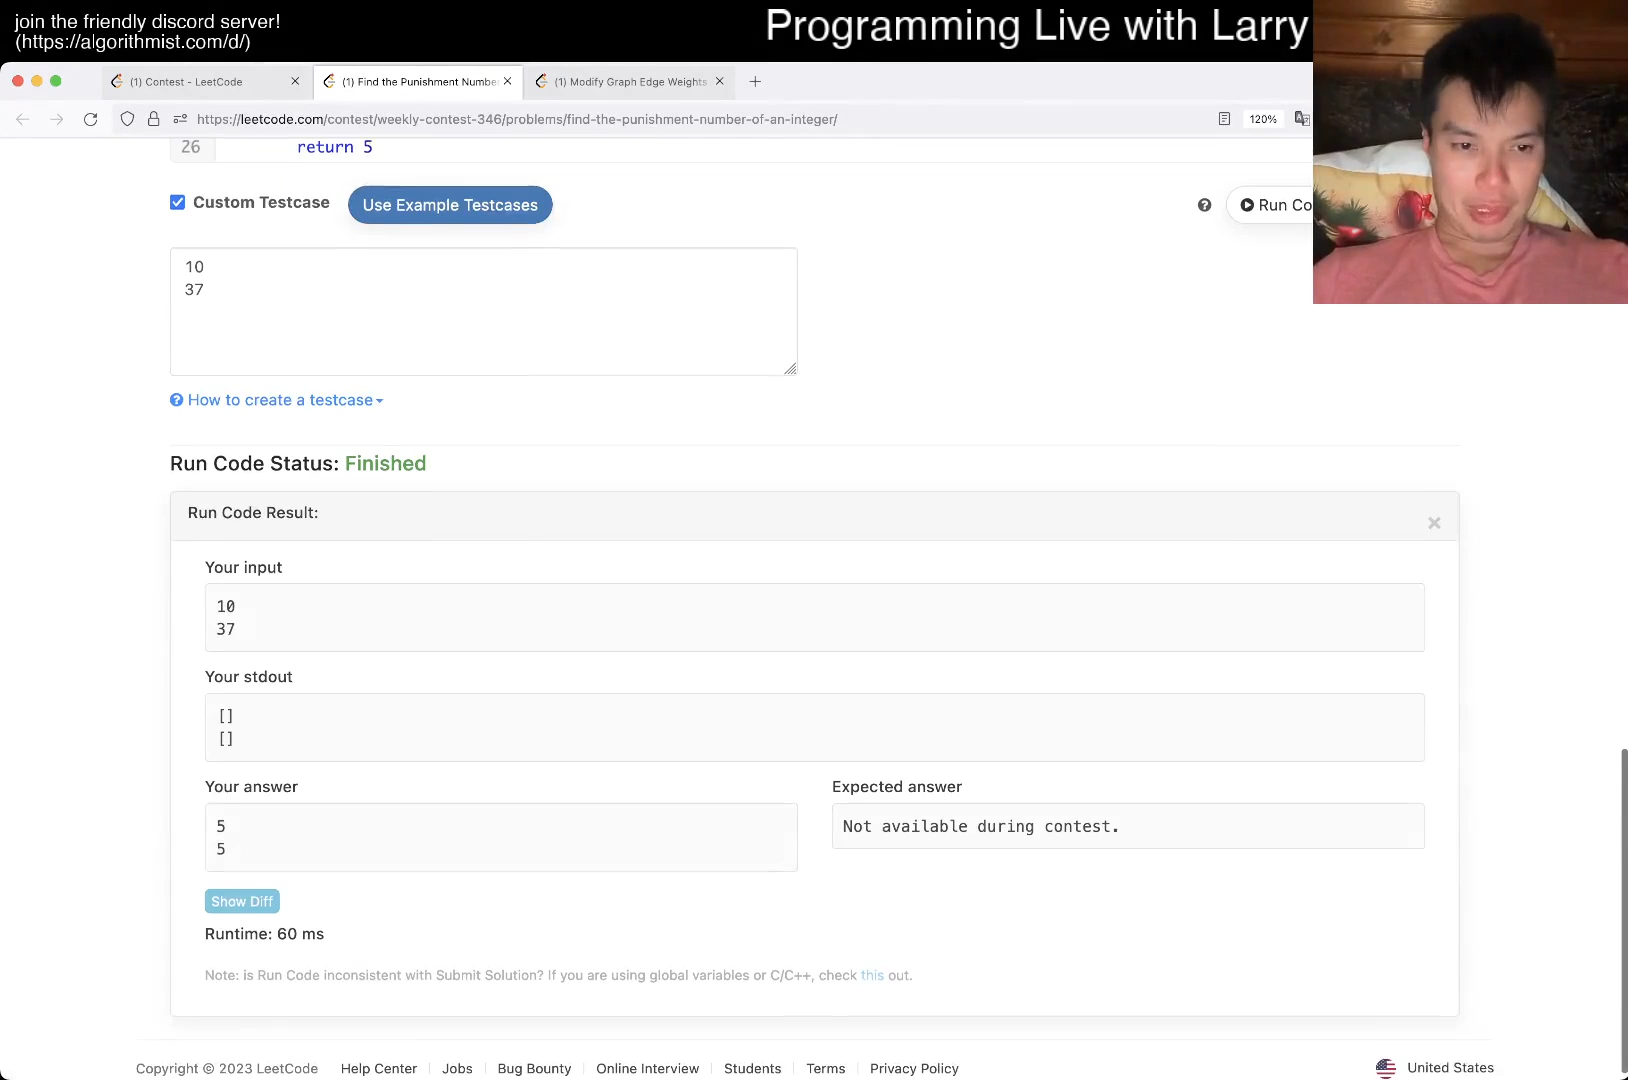 join the friendly discord server!
(https://algorithmist.com/d/)
Programming Live with Larry
(1) Contest - LeetCode
(1) Find the Punishment Numbe
(1) Modify Graph Edge Weights
https://leetcode.com/contest/weekly-contest-346/problems/find-the-punishment-number-of-an-integer/
120%
26 return 5
Custom Testcase
Use Example Testcases
Run Co
10
37
How to create a testcase
Run Code Status: Finished
Run Code Result:
Your input
10
37
Your stdout
[]
[]
Your answer
Expected answer
5
5
Not available during contest.
Show Diff
Runtime: 60 ms
Note: is Run Code inconsistent with Submit Solution? If you are using global variables or C/C++, check this out.
Copyright © 2023 LeetCode
Help Center
Jobs
Bug Bounty
Online Interview
Students
Terms
Privacy Policy
United States